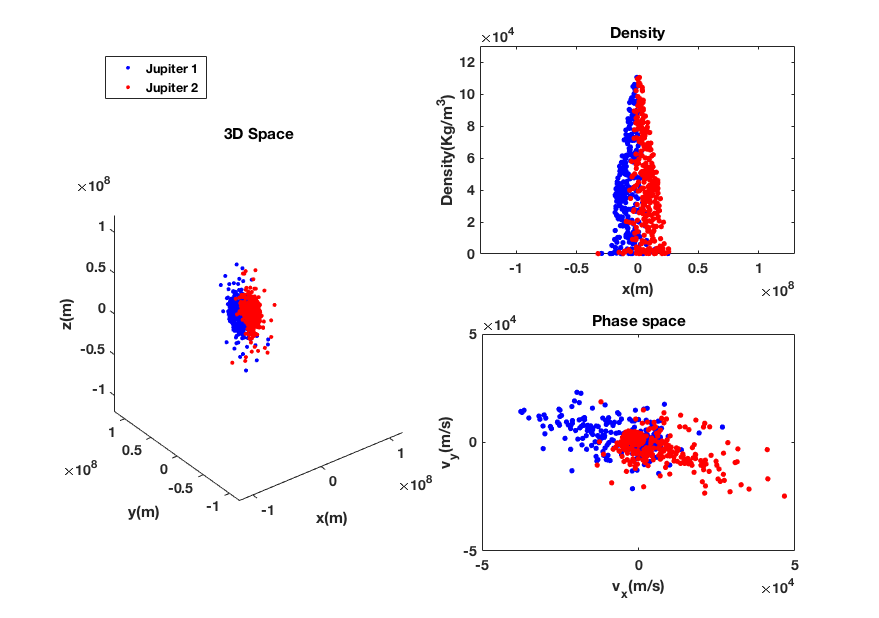 Jupiter 1
Jupiter 2
3D Space
×10^8
1
0.5
0
-0.5
-1
z(m)
1
0.5
0
-0.5
-1
×10^8
y(m)
-1
0
1
×10^8
x(m)
Density
×10^4
12
10
8
6
4
2
0
Density(Kg/m^3)
-1 -0.5 0 0.5 1
x(m)
×10^8
Phase space
×10^4
5
0
-5
v_y(m/s)
-5 0 5
v_x(m/s)
×10^4